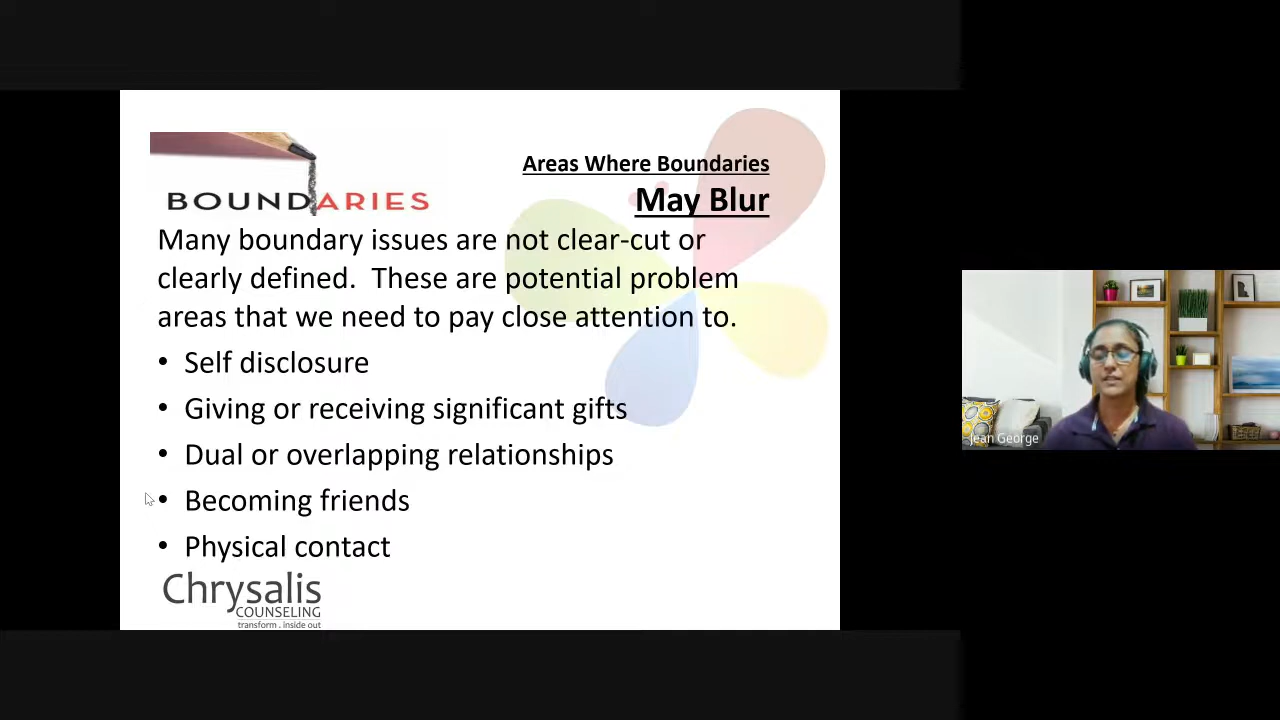 BOUNDARIES
Areas Where Boundaries
May Blur
Many boundary issues are not clear-cut or
clearly defined. These are potential problem
areas that we need to pay close attention to.
• Self disclosure
• Giving or receiving significant gifts
• Dual or overlapping relationships
• Becoming friends
• Physical contact
Chrysalis
COUNSELING
transform . inside out
Jean George